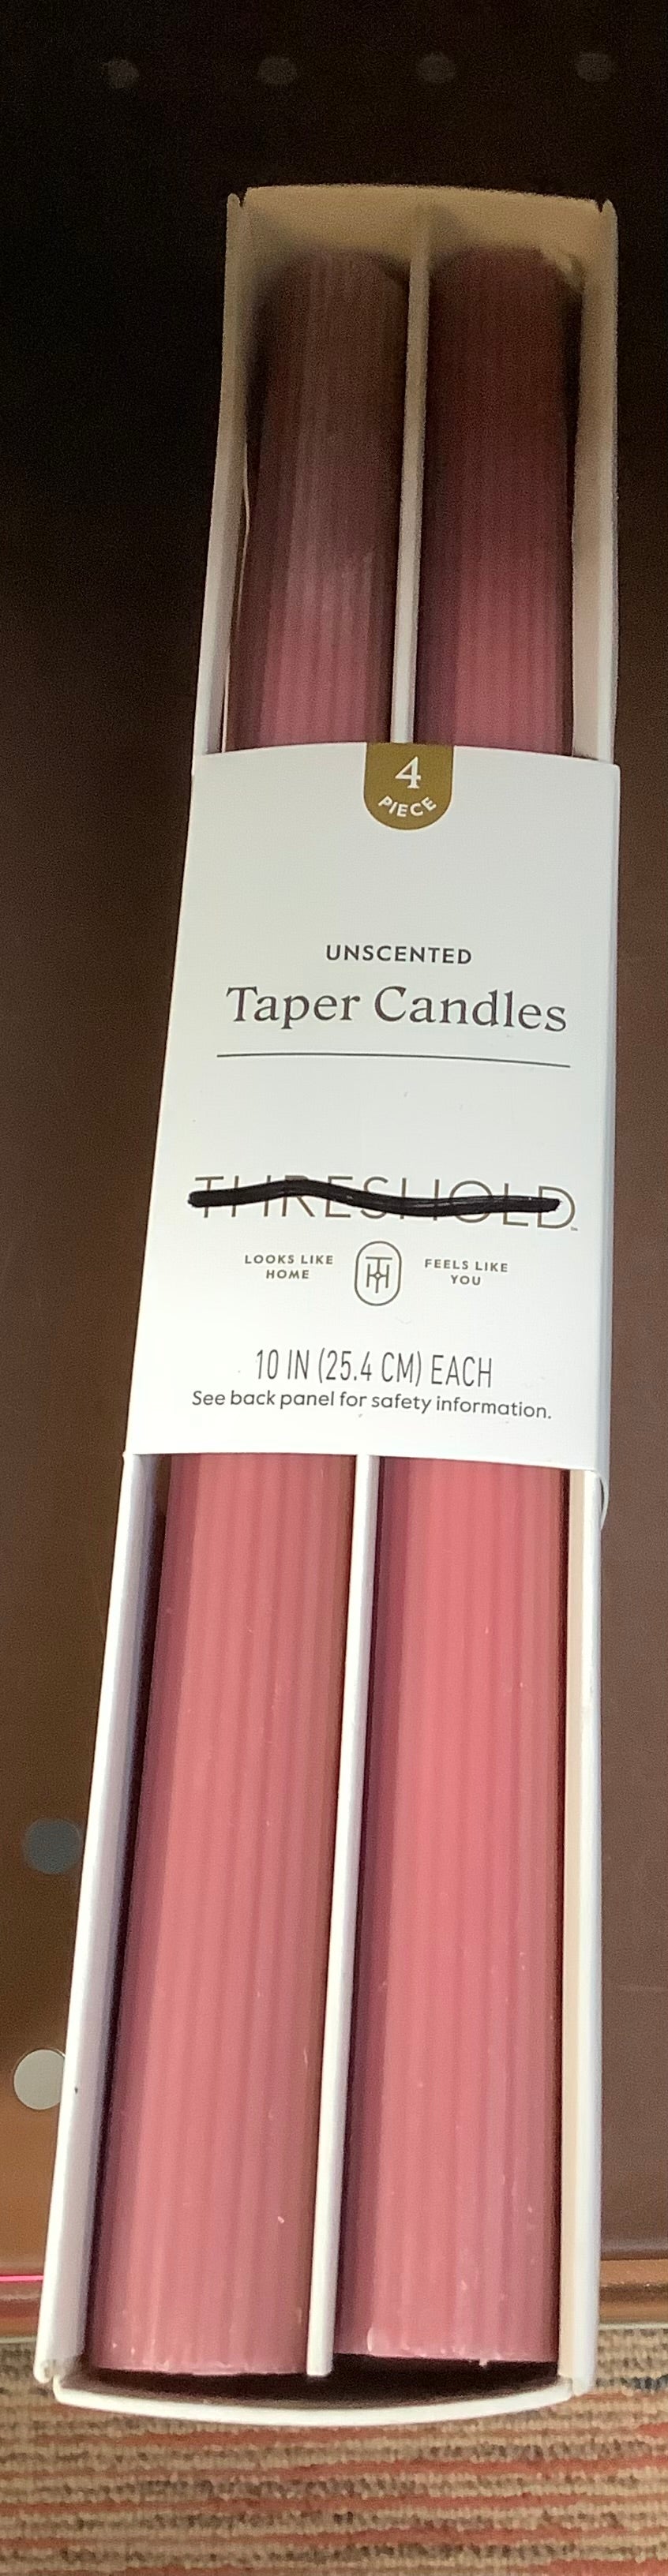 4
PIECE
UNSCENTED
Taper Candles
THRESHOLD
LOOKS LIKE
HOME
FEELS LIKE
YOU
10 IN (25.4 CM) EACH
See back panel for safety information.